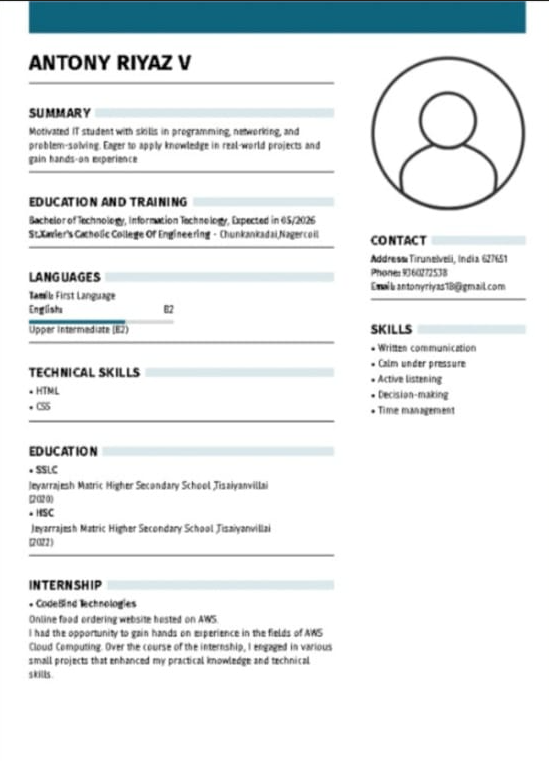 ANTONY RIYAZ V
SUMMARY
Motivated IT student with skills in programming, networking, and
problem-solving. Eager to apply knowledge in real-world projects and
gain hands-on experience
EDUCATION AND TRAINING
Bachelor of Technology, Information Technology, Expected in 05/2026
St.Xavier's Catholic College Of Engineering - Chunkankadai,Nagercoil
LANGUAGES
Tamil: First Language
English: B2
Upper Intermediate (B2)
TECHNICAL SKILLS
• HTML
• CSS
EDUCATION
• SSLC
Jeyarrajesh Matric Higher Secondary School ,Tisaiyanvillai
(2020)
• HSC
Jeyarrajesh Matric Higher Secondary School ,Tisaiyanvillai
(2022)
INTERNSHIP
• CodeBind Technologies
Online food ordering website hosted on AWS.
I had the opportunity to gain hands on experience in the fields of AWS
Cloud Computing. Over the course of the internship, I engaged in various
small projects that enhanced my practical knowledge and technical
skills.
CONTACT
Address: Tirunelveli, India 627651
Phone: 9360272538
Email: antonyriyas18@gmail.com
SKILLS
• Written communication
• Calm under pressure
• Active listening
• Decision-making
• Time management